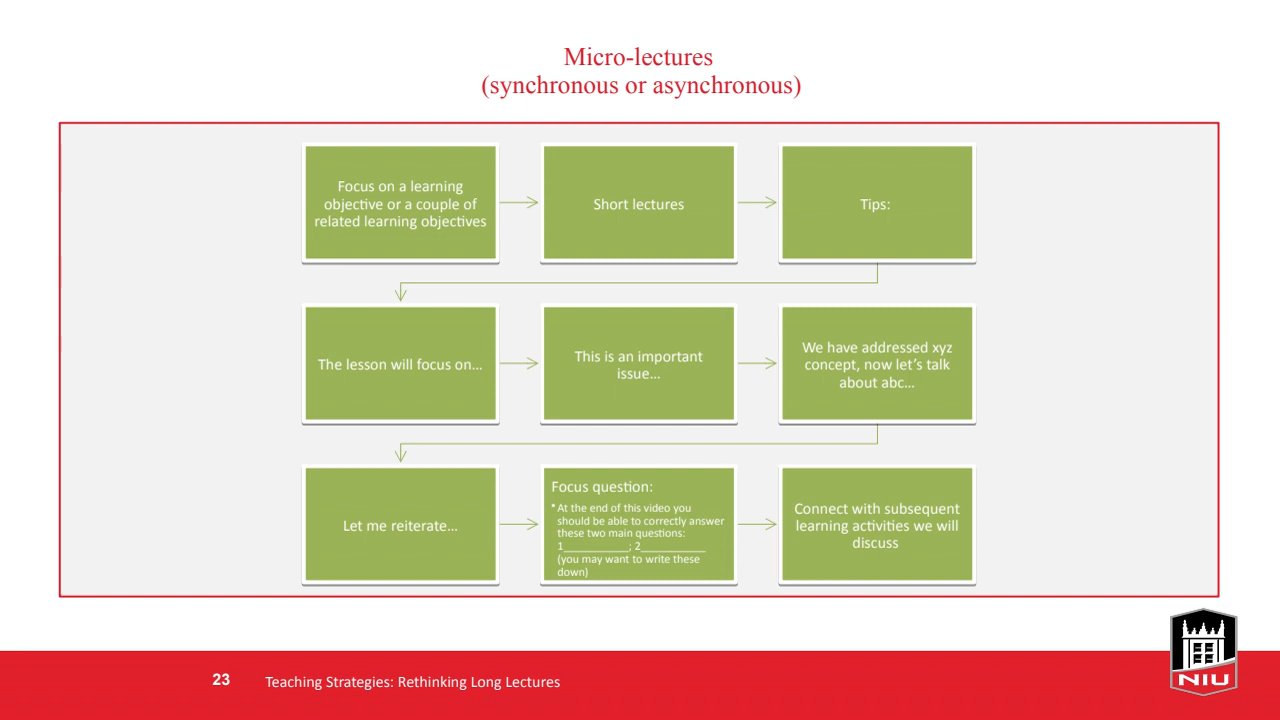 Micro-lectures
(synchronous or asynchronous)
Focus on a learning
objective or a couple of
related learning objectives
Short lectures
Tips:
The lesson will focus on…
This is an important
issue…
We have addressed xyz
concept, now let’s talk
about abc…
Let me reiterate…
Focus question:
• At the end of this video you
should be able to correctly answer
these two main questions:
1____________; 2____________
(you may want to write these
down)
Connect with subsequent
learning activities we will
discuss
23
Teaching Strategies: Rethinking Long Lectures
NIU